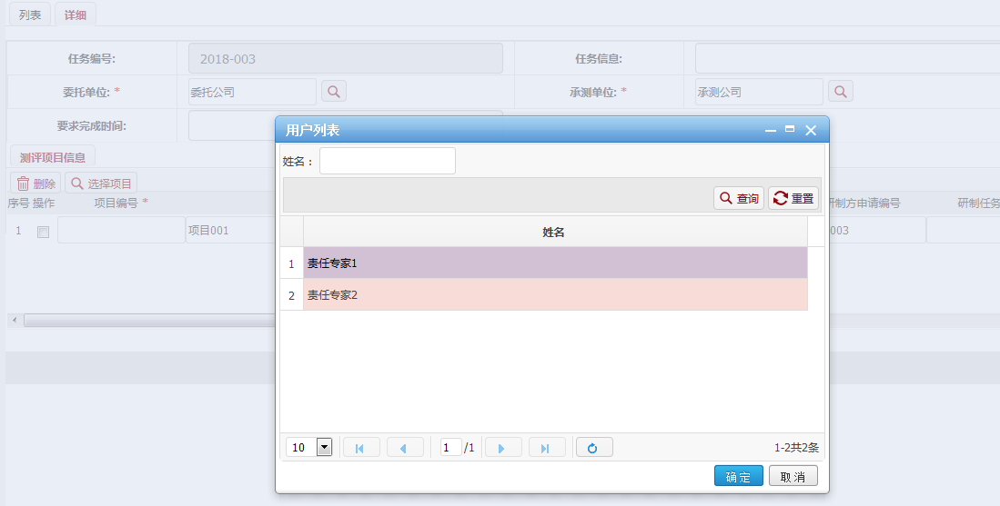 列表 详细
任务编号: 2018-003 任务信息:
委托单位: * 委托公司 承测单位: * 承测公司
要求完成时间:
测评项目信息
删除 选择项目
序号 操作 项目编号 * 研制方申请编号 研制任务
1 项目001 003
用户列表
姓名：
查询 重置
姓名
1 责任专家1
2 责任专家2
10 1 /1 1-2共2条
确定 取消